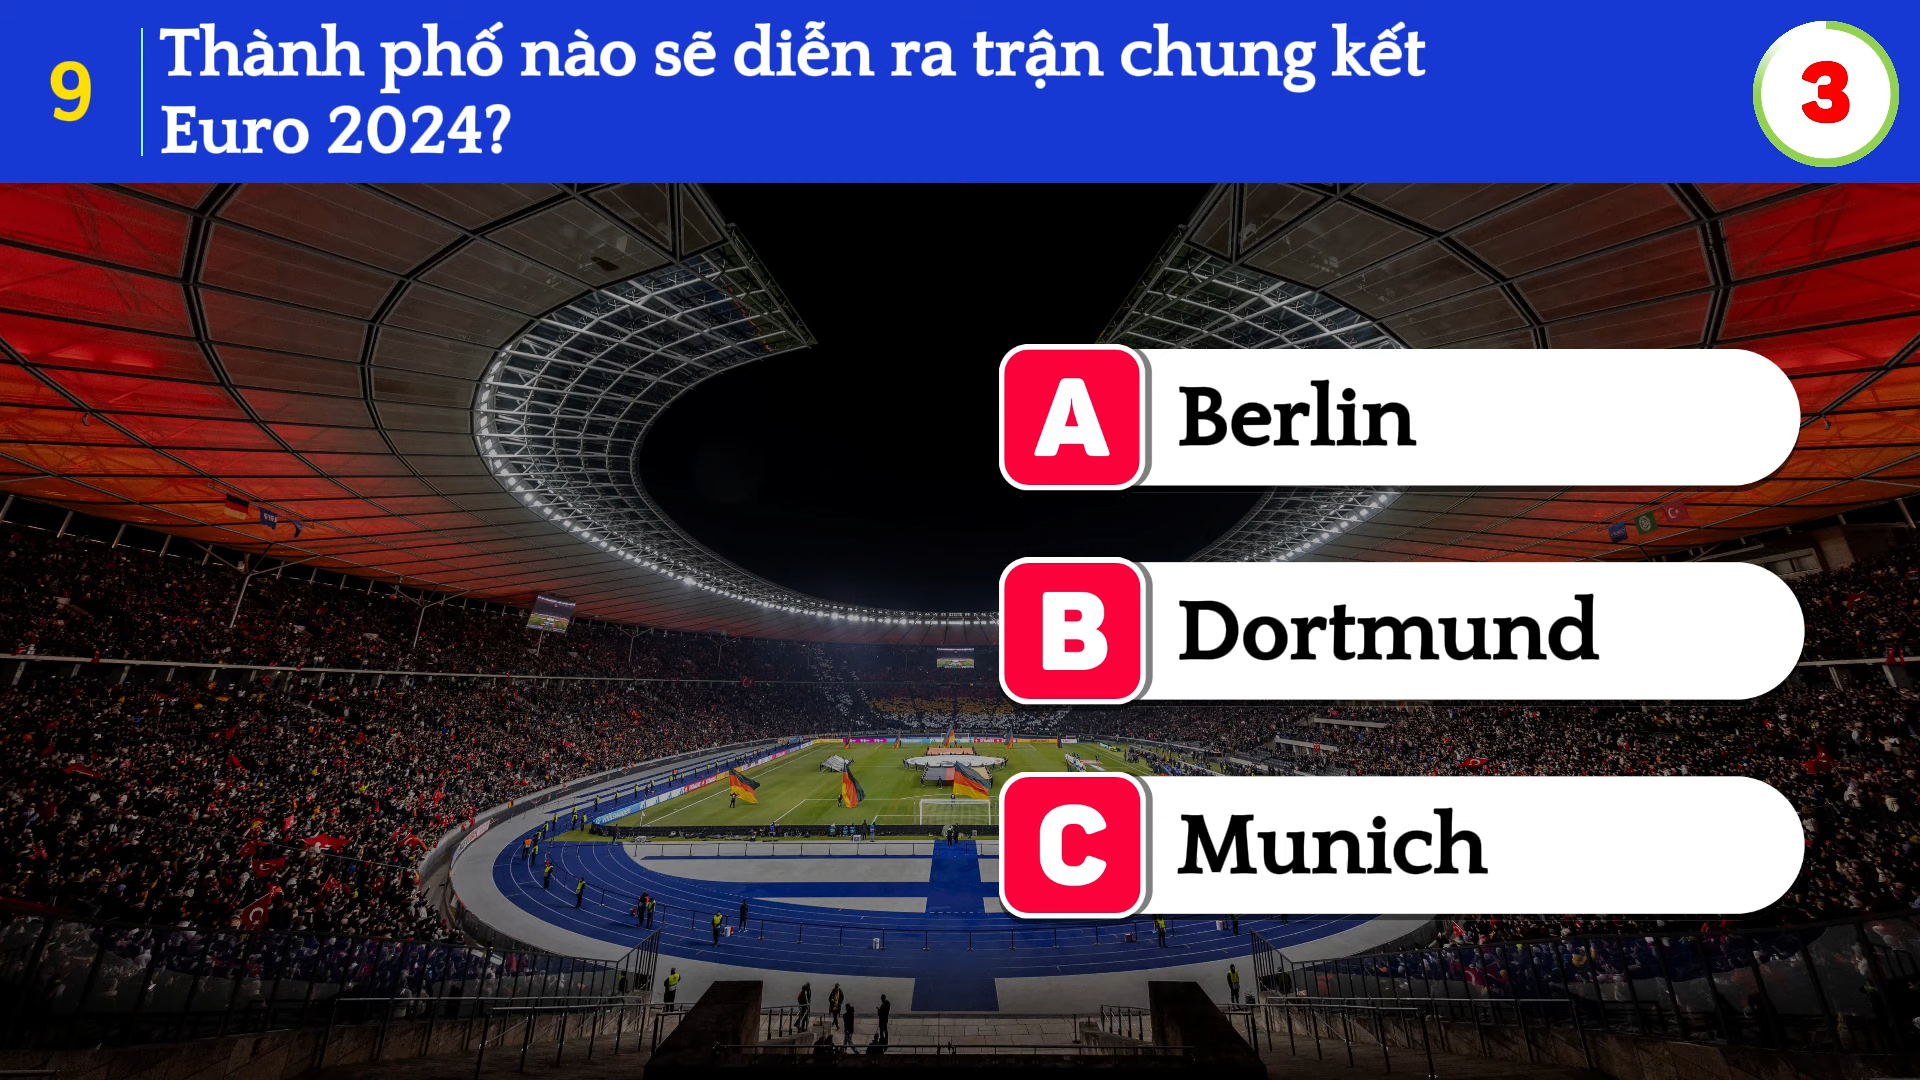 9
Thành phố nào sẽ diễn ra trận chung kết
Euro 2024?
3
A
Berlin
B
Dortmund
C
Munich